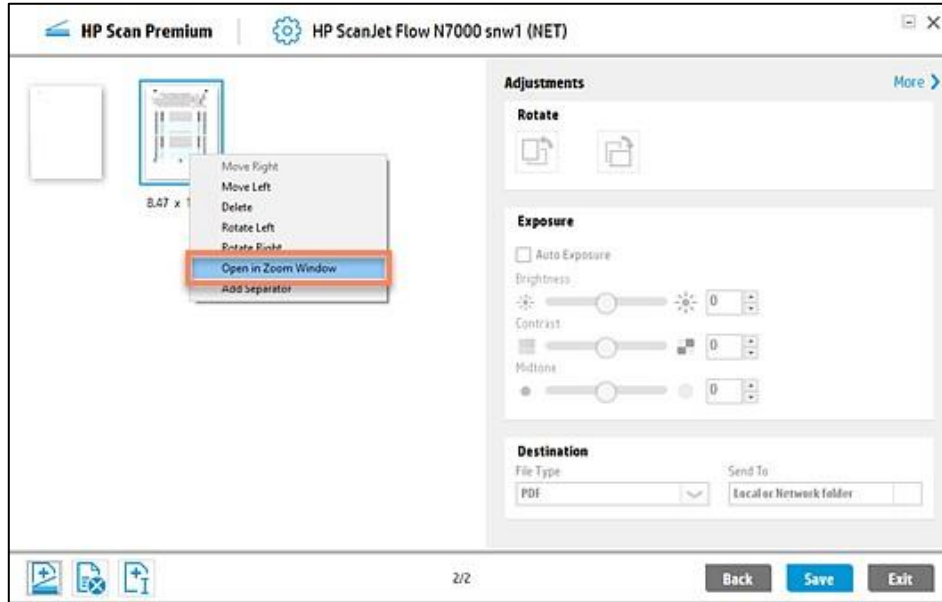 HP Scan Premium
HP ScanJet Flow N7000 snw1 (NET)
Adjustments
More
Rotate
8.47 x 1
Move Right
Move Left
Delete
Rotate Left
Rotate Right
Open in Zoom Window
Add Separator
Exposure
Auto Exposure
Brightness
0
Contrast
0
Midtone
0
Destination
File Type
Send To
PDF
Local or Network folder
2/2
Back
Save
Exit